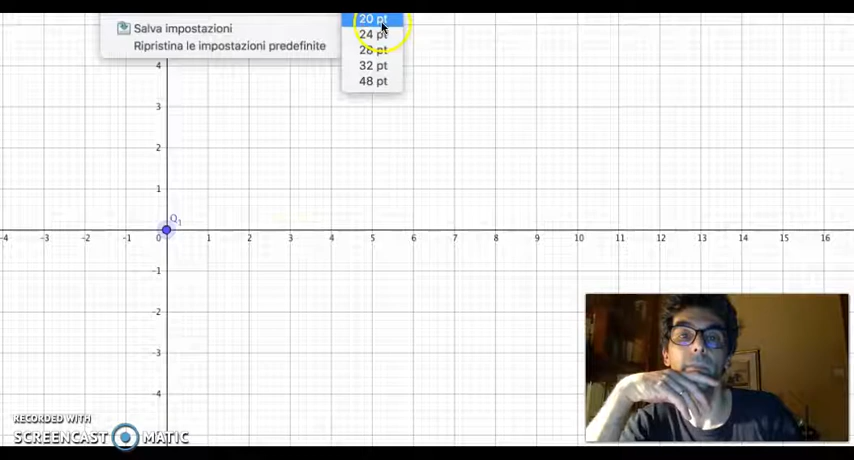 20 pt
Salva impostazioni
24 pt
Ripristina le impostazioni predefinite
28 pt
32 pt
48 pt
4
3
2
1
Q1
-4 -3 -2 -1 0 1 2 3 4 5 6 7 8 9 10 11 12 13 14 15 16
-1
-2
-3
-4
RECORDED WITH
SCREENCAST MATIC